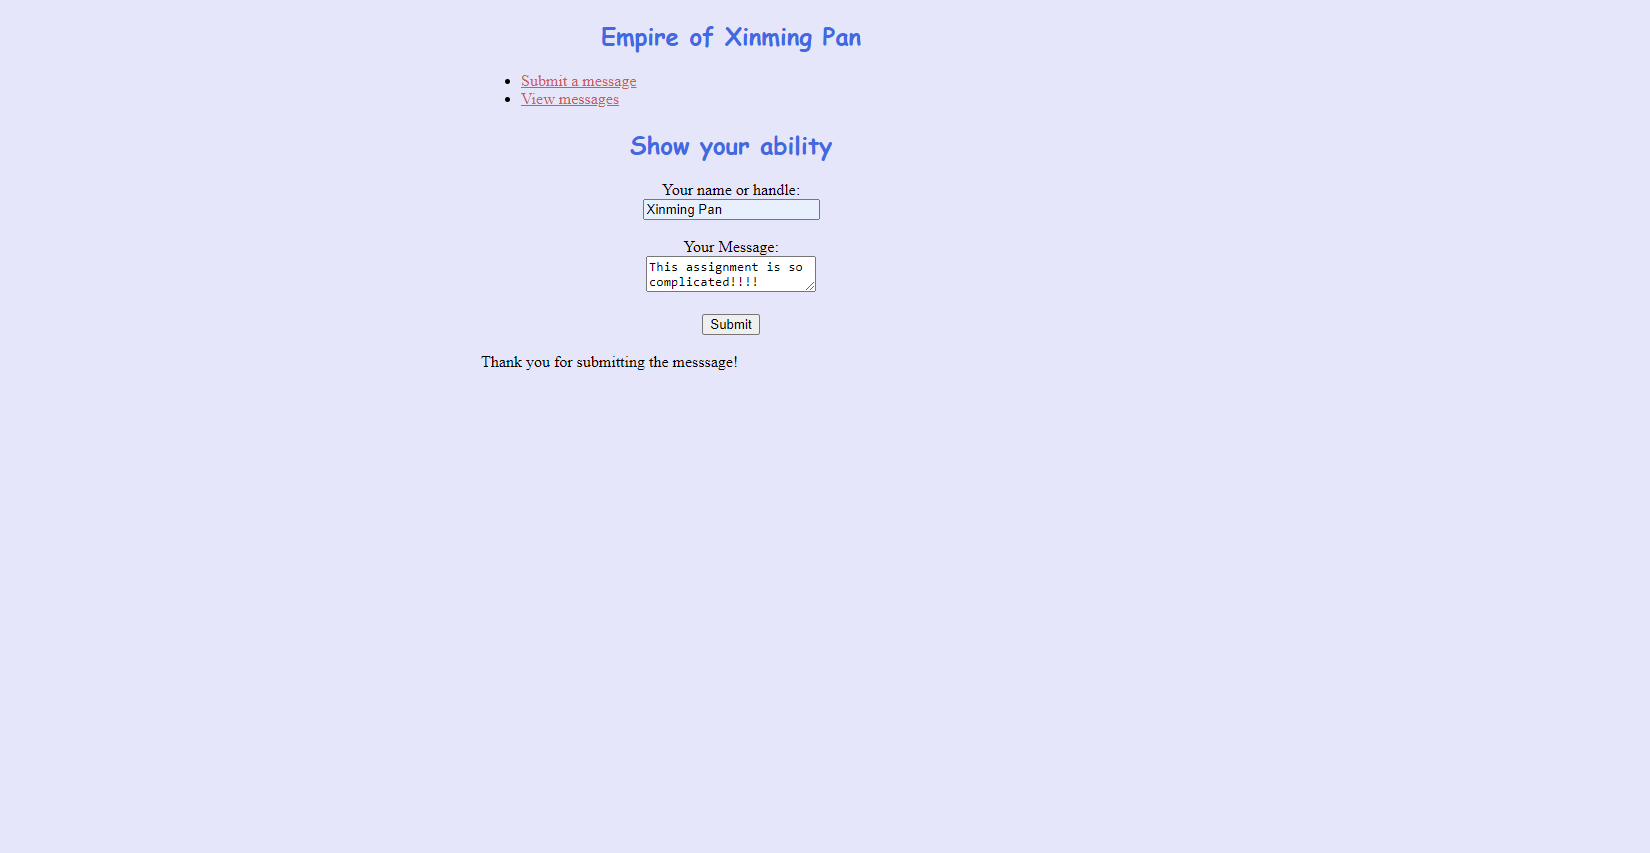 Empire of Xinming Pan
Submit a message
View messages
Show your ability
Your name or handle:
Xinming Pan
Your Message:
This assignment is so
complicated!!!!
Submit
Thank you for submitting the messsage!